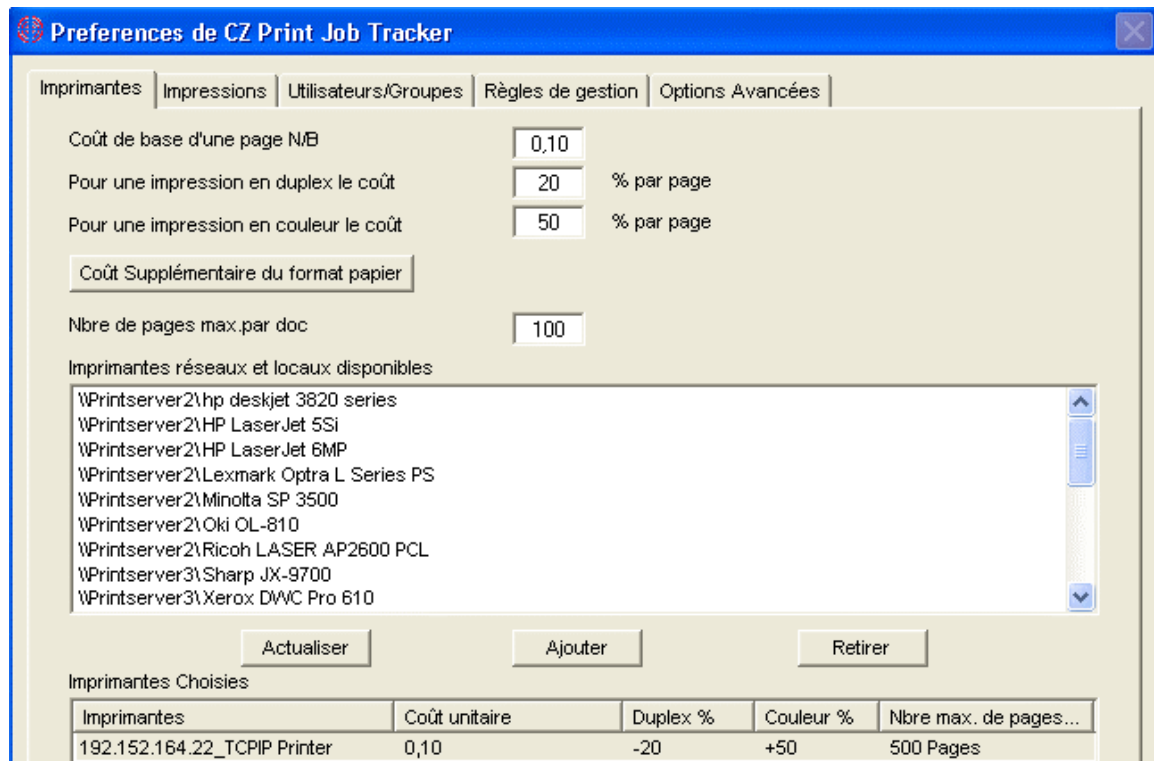 Preferences de CZ Print Job Tracker
Imprimantes Impressions Utilisateurs/Groupes Règles de gestion Options Avancées
Coût de base d'une page N/B 0,10
Pour une impression en duplex le coût 20 % par page
Pour une impression en couleur le coût 50 % par page
Coût Supplémentaire du format papier
Nbre de pages max.par doc 100
Imprimantes réseaux et locaux disponibles
\\Printserver2\hp deskjet 3820 series
\\Printserver2\HP LaserJet 5Si
\\Printserver2\HP LaserJet 6MP
\\Printserver2\Lexmark Optra L Series PS
\\Printserver2\Minolta SP 3500
\\Printserver2\Oki OL-810
\\Printserver2\Ricoh LASER AP2600 PCL
\\Printserver3\Sharp JX-9700
\\Printserver3\Xerox DWC Pro 610
Actualiser Ajouter Retirer
Imprimantes Choisies
Imprimantes Coût unitaire Duplex % Couleur % Nbre max. de pages...
192.152.164.22_TCPIP Printer 0,10 -20 +50 500 Pages